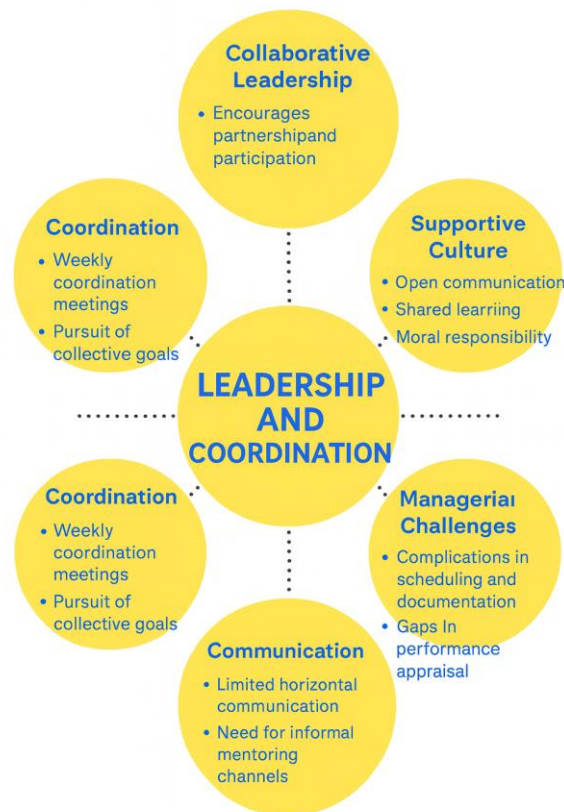 Collaborative
Leadership
• Encourages
partnershipand
participation
Coordination
• Weekly
coordination
meetings
• Pursuit of
collective goals
Supportive
Culture
• Open communication
• Shared learriing
Moral responsibility
LEADERSHIP
AND
COORDINATION
Coordination
• Weekly
coordination
meetings
• Pursuit of
collective goals
Manageriaı
Challenges
• Complications in
scheduling and
documentation
• Gaps In
performance
appraisal
Communication
• Limited horizontal
communication
• Need for informal
mentoring
channels